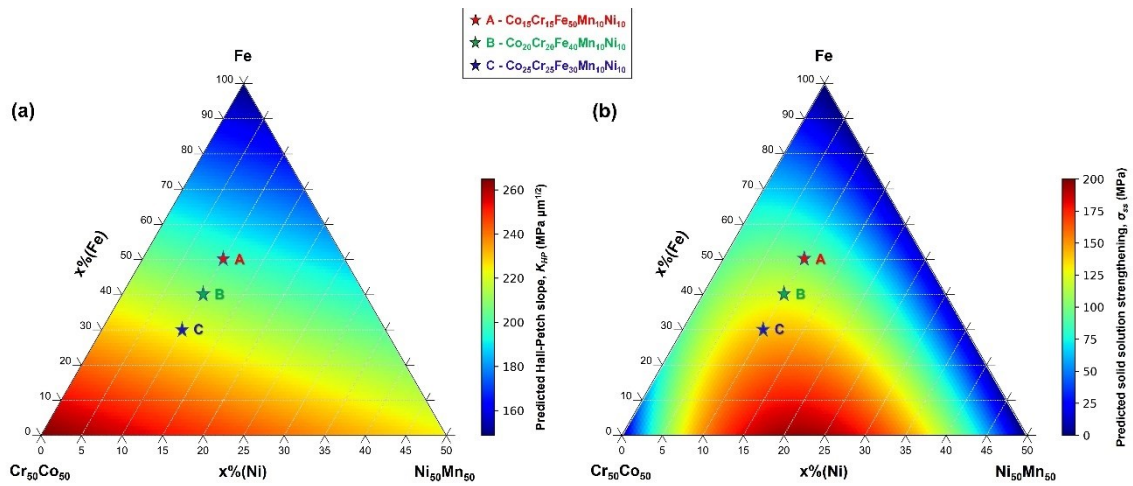 A - Co15Cr15Fe50Mn10Ni10
B - Co20Cr20Fe40Mn10Ni10
C - Co25Cr25Fe30Mn10Ni10
(a)
Fe
100
90
80
70
60
50
40
30
20
10
0
x%(Fe)
A
B
C
0 5 10 15 20 25 30 35 40 45 50
Cr50Co50
x%(Ni)
Ni50Mn50
260
240
220
200
180
160
Predicted Hall-Petch slope, KHP (MPa µm-1/2)
(b)
Fe
100
90
80
70
60
50
40
30
20
10
0
x%(Fe)
A
B
C
0 5 10 15 20 25 30 35 40 45 50
Cr50Co50
x%(Ni)
Ni50Mn50
200
175
150
125
100
75
50
25
0
Predicted solid solution strengthening, σss (MPa)